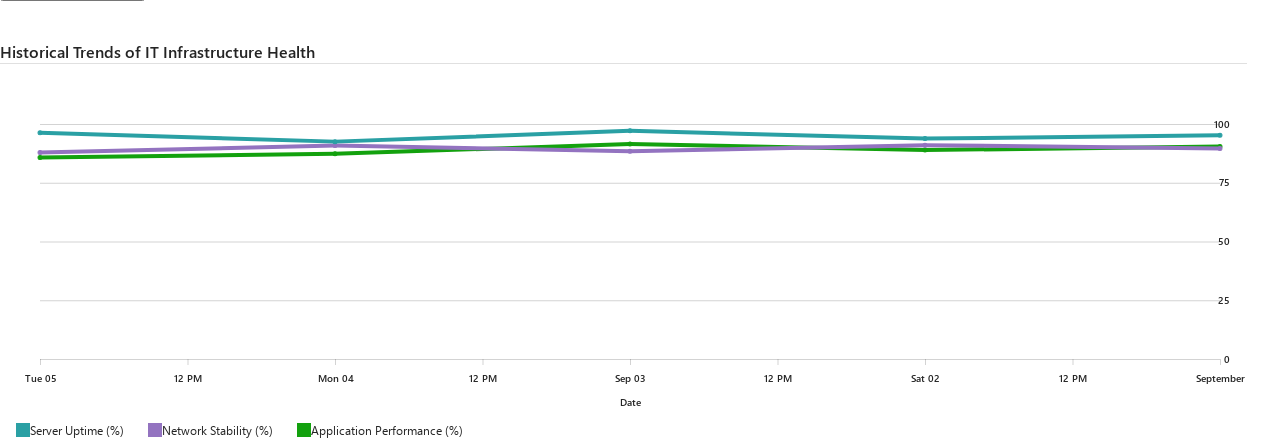 Historical Trends of IT Infrastructure Health
100
75
50
25
0
Tue 05 12 PM Mon 04 12 PM Sep 03 12 PM Sat 02 12 PM September
Date
Server Uptime (%) Network Stability (%) Application Performance (%)